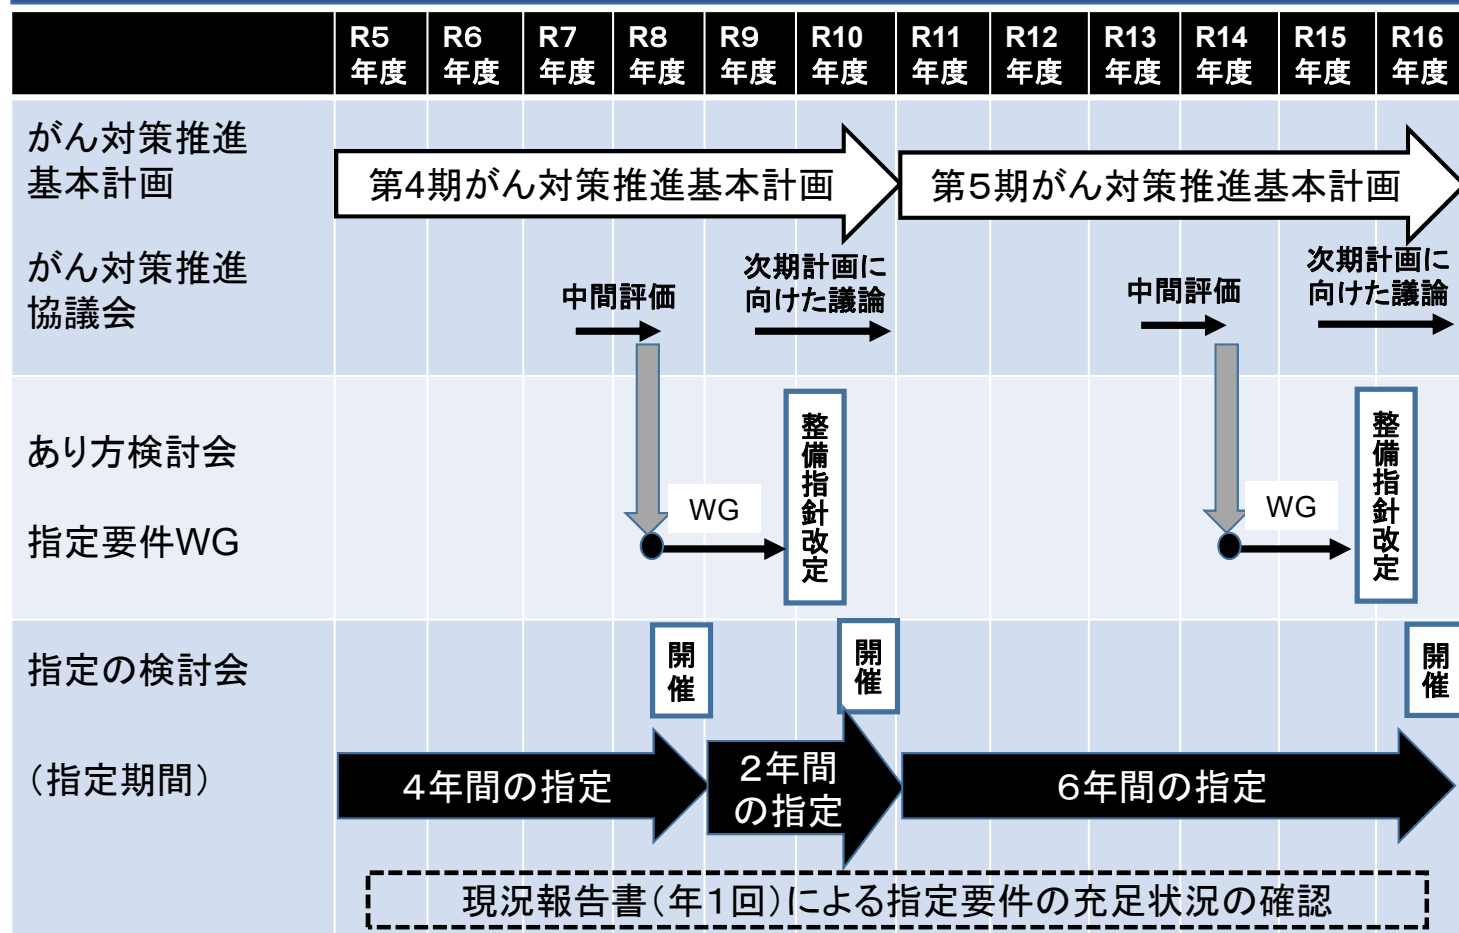 R5
年度
R6
年度
R7
年度
R8
年度
R9
年度
R10
年度
R11
年度
R12
年度
R13
年度
R14
年度
R15
年度
R16
年度
がん対策推進
基本計画
第4期がん対策推進基本計画
第5期がん対策推進基本計画
がん対策推進
協議会
中間評価
次期計画に
向けた議論
中間評価
次期計画に
向けた議論
あり方検討会
指定要件WG
WG
整備指針改定
WG
整備指針改定
指定の検討会
開催
開催
開催
（指定期間）
4年間の指定
2年間
の指定
6年間の指定
現況報告書（年1回）による指定要件の充足状況の確認